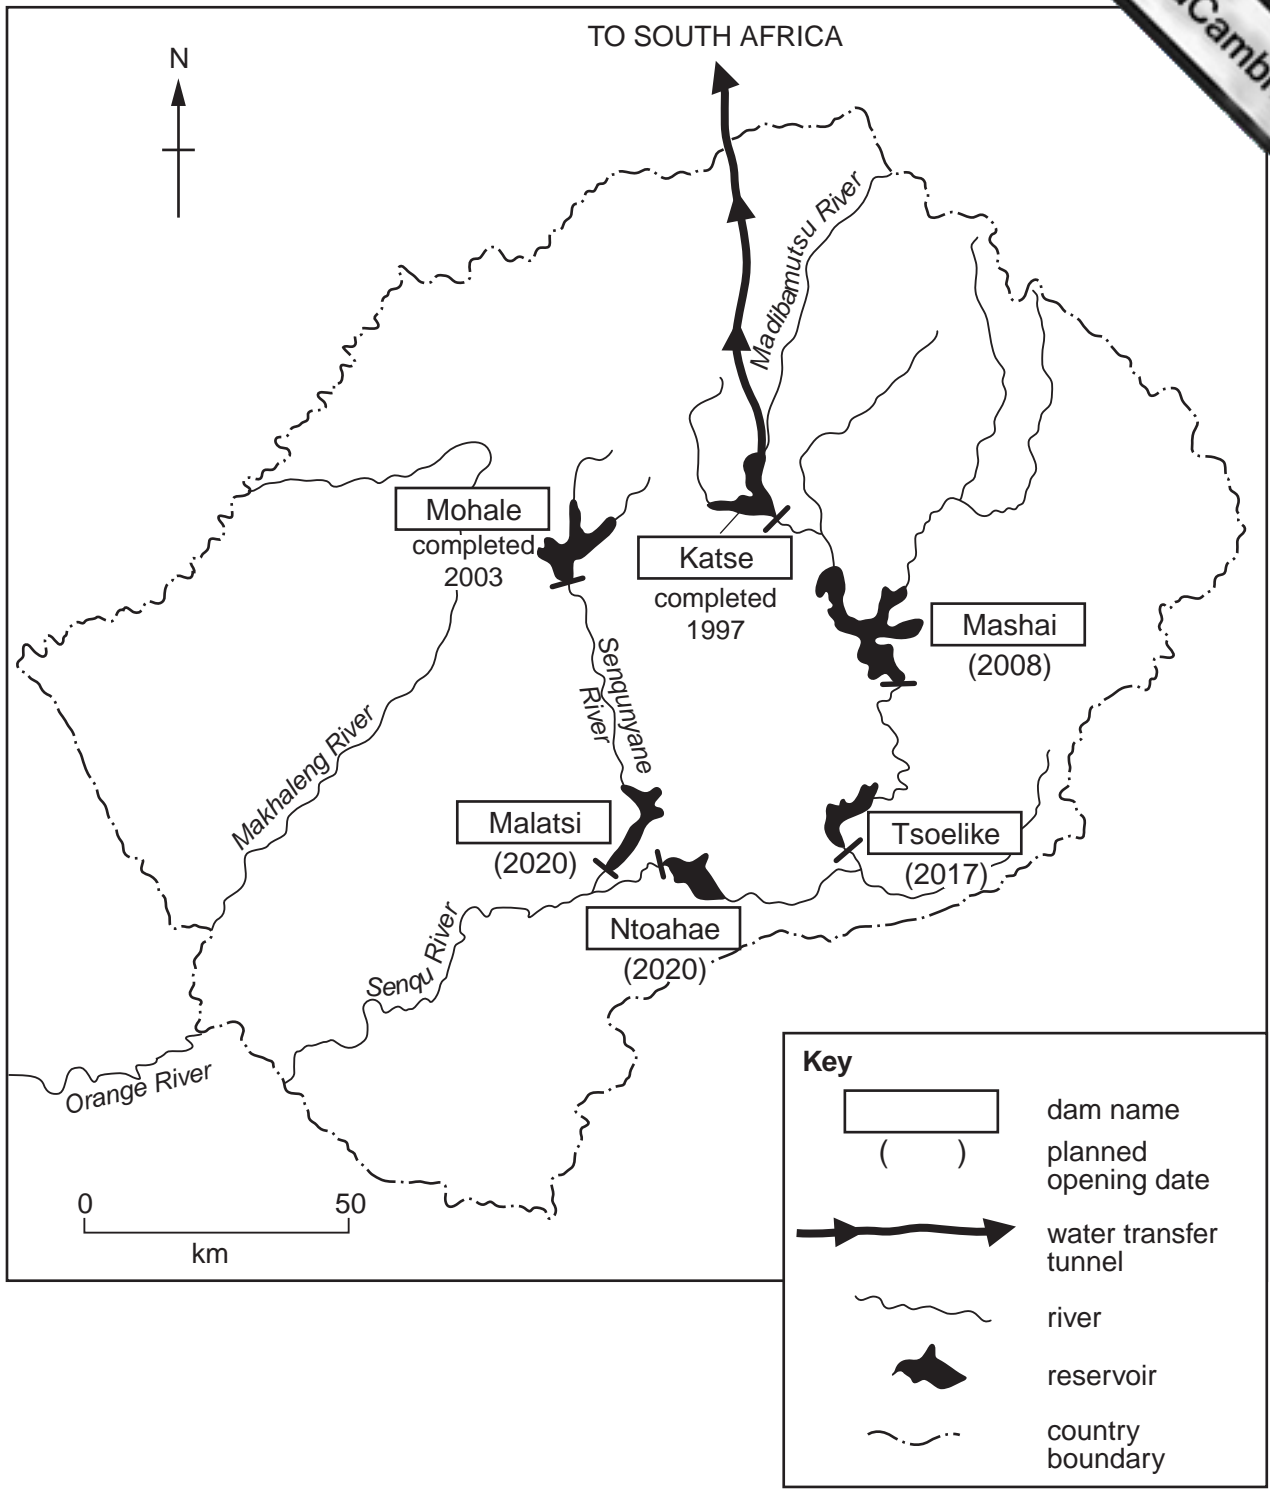 TO SOUTH AFRICA
N
Madibamutsu River
Mohale
completed
2003
Katse
completed
1997
Mashai
(2008)
Senqunyane
River
Makhaleng River
Malatsi
(2020)
Tsoelike
(2017)
Ntoahae
(2020)
Senqu River
Orange River
0 50
km
Key
dam name
( ) planned
opening date
water transfer
tunnel
river
reservoir
country
boundary